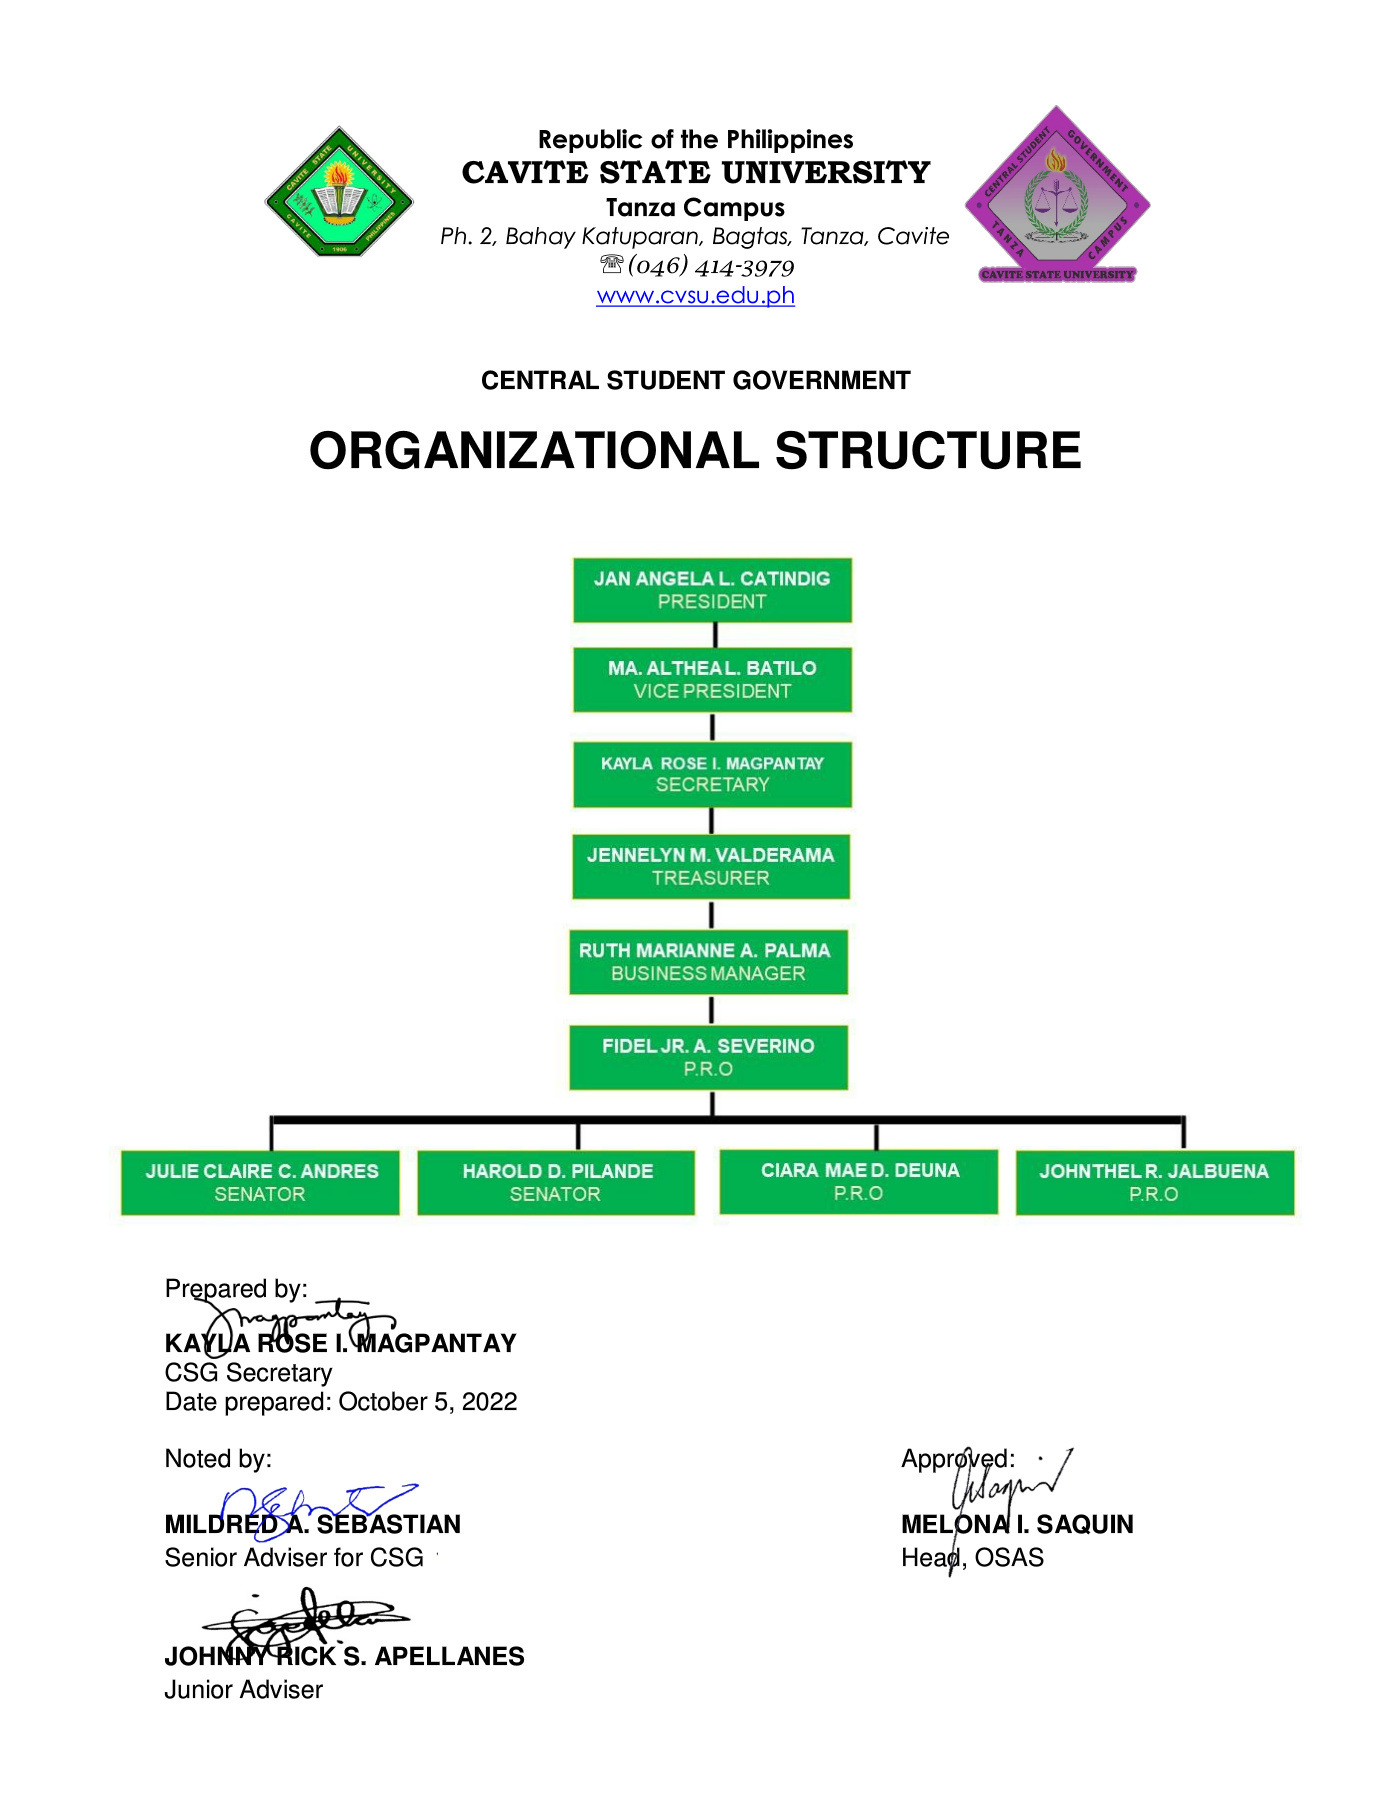 Republic of the Philippines
CAVITE STATE UNIVERSITY
Tanza Campus
Ph. 2, Bahay Katuparan, Bagtas, Tanza, Cavite
☏(046) 414-3979
www.cvsu.edu.ph
CAVITE STATE UNIVERSITY
CAVITE PHILIPPINES
1906
CENTRAL STUDENT GOVERNMENT
TANZA CAMPUS
CAVITE STATE UNIVERSITY
CENTRAL STUDENT GOVERNMENT
ORGANIZATIONAL STRUCTURE
JAN ANGELA L. CATINDIG
PRESIDENT
MA. ALTHEA L. BATILO
VICE PRESIDENT
KAYLA ROSE I. MAGPANTAY
SECRETARY
JENNELYN M. VALDERAMA
TREASURER
RUTH MARIANNE A. PALMA
BUSINESS MANAGER
FIDEL JR. A. SEVERINO
P.R.O
JULIE CLAIRE C. ANDRES
SENATOR
HAROLD D. PILANDE
SENATOR
CIARA MAE D. DEUNA
P.R.O
JOHNTHEL R. JALBUENA
P.R.O
Prepared by:
Magpantay
KAYLA ROSE I. MAGPANTAY
CSG Secretary
Date prepared: October 5, 2022
Noted by:
MILDRED A. SEBASTIAN
Senior Adviser for CSG
JOHNNY RICK S. APELLANES
Junior Adviser
Approved:
MELONA I. SAQUIN
Head, OSAS